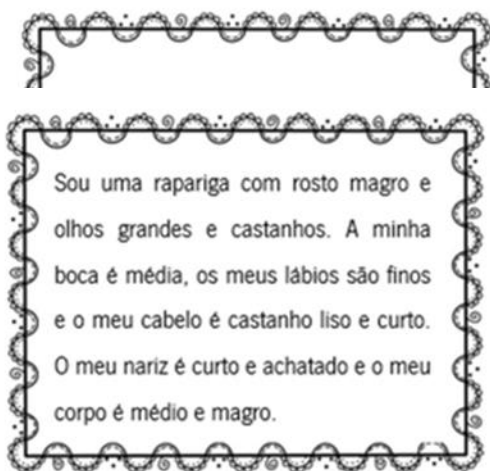 Sou uma rapariga com rosto magro e
olhos grandes e castanhos. A minha
boca é média, os meus lábios são finos
e o meu cabelo é castanho liso e curto.
O meu nariz é curto e achatado e o meu
corpo é médio e magro.